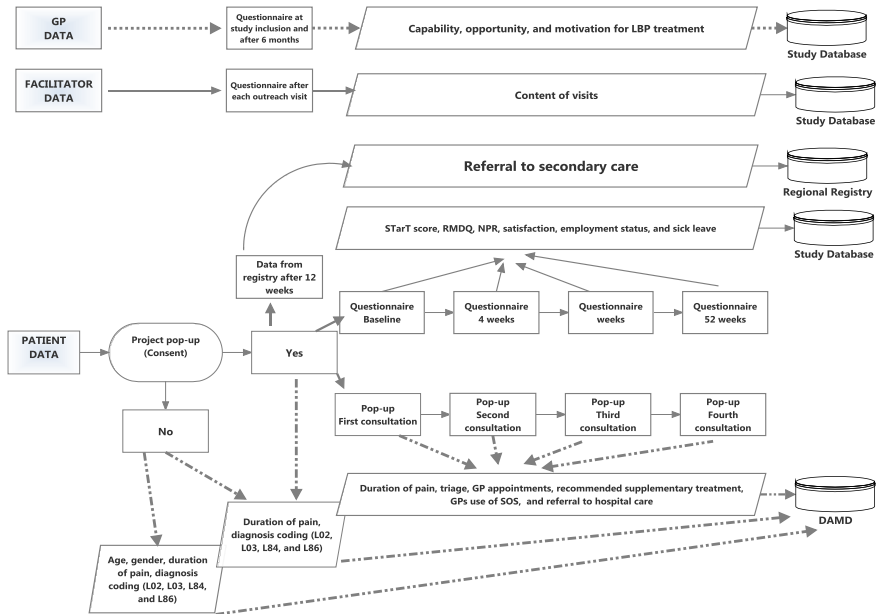 GP
DATA
Questionnaire at
study inclusion and
after 6 months
Capability, opportunity, and motivation for LBP treatment
Study Database
FACILITATOR
DATA
Questionnaire after
each outreach visit
Content of visits
Study Database
Referral to secondary care
Regional Registry
STarT score, RMDQ, NPR, satisfaction, employment status, and sick leave
Study Database
Data from
registry after 12
weeks
Questionnaire
Baseline
Questionnaire
4 weeks
Questionnaire
weeks
Questionnaire
52 weeks
PATIENT
DATA
Project pop-up
(Consent)
Yes
No
Pop-up
First consultation
Pop-up
Second
consultation
Pop-up
Third
consultation
Pop-up
Fourth
consultation
Duration of pain, triage, GP appointments, recommended supplementary treatment,
GPs use of SOS, and referral to hospital care
DAMD
Duration of pain,
diagnosis coding (L02,
L03, L84, and L86)
Age, gender, duration
of pain, diagnosis
coding (L02, L03, L84,
and L86)